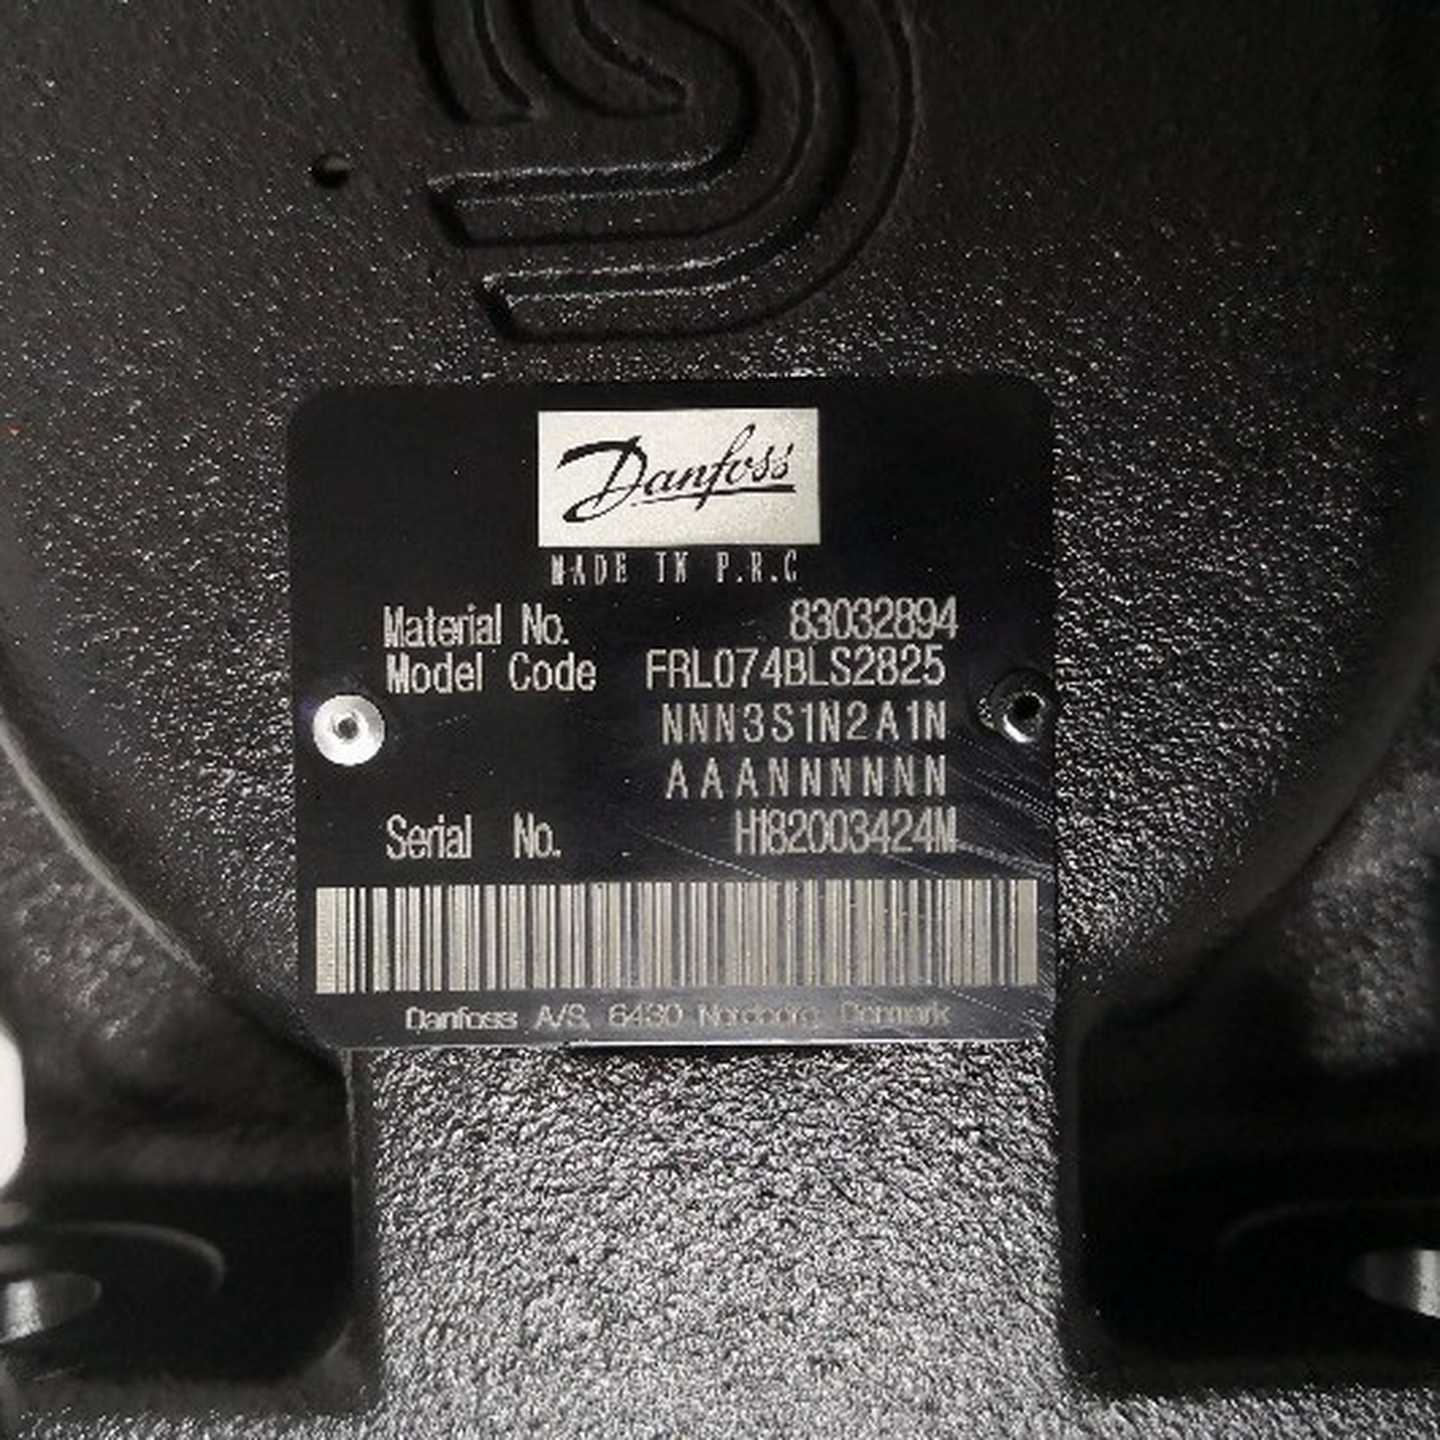 Danfoss
MADE IN P.R.C
Material No. 83032894
Model Code FRL074BLS2825
NNN3S1N2A1N
AAANNNNNN
Serial No. H182003424M
Danfoss A/S, 6430 Nordborg Denmark